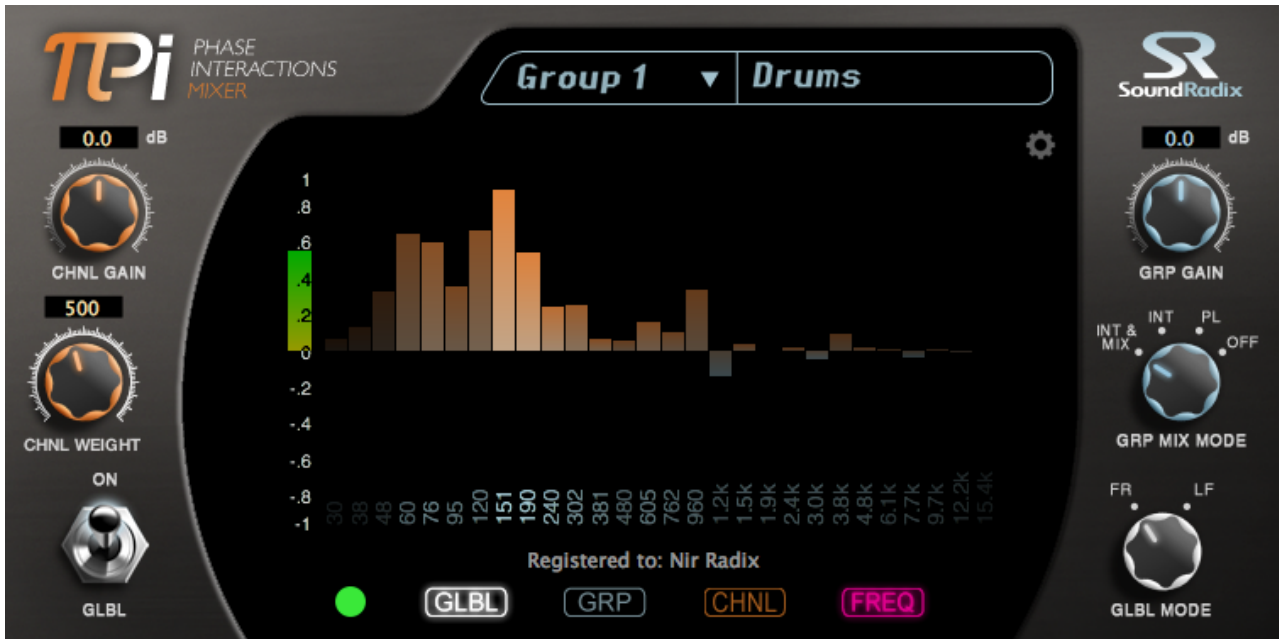 πPi PHASE
INTERACTIONS
MIXER
Group 1 ▼ Drums
SR
SoundRadix
0.0 dB
CHNL GAIN
500
CHNL WEIGHT
ON
GLBL
1
.8
.6
.4
.2
0
-.2
-.4
-.6
-.8
-1
30 38 48 60 76 95 120 151 190 240 302 381 480 605 762 960 1.2k 1.5k 1.9k 2.4k 3.0k 3.8k 4.8k 6.1k 7.7k 9.7k 12.2k 15.4k
Registered to: Nir Radix
GLBL GRP CHNL FREQ
0.0 dB
GRP GAIN
INT PL
INT &
MIX OFF
GRP MIX MODE
FR LF
GLBL MODE